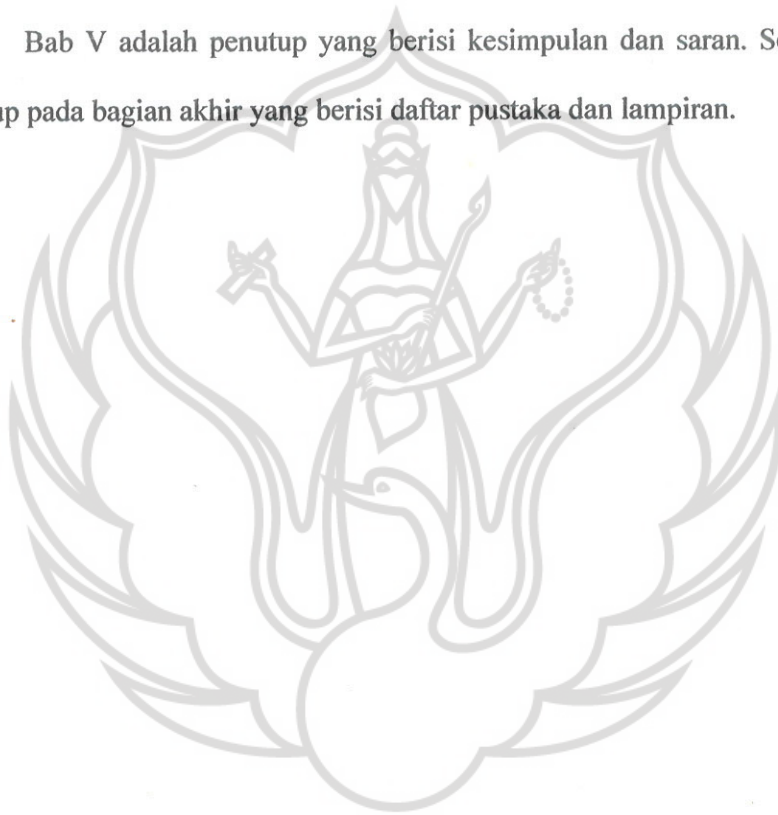 Bab V adalah penutup yang berisi kesimpulan dan saran.
pada bagian akhir yang berisi daftar pustaka dan lampiran.